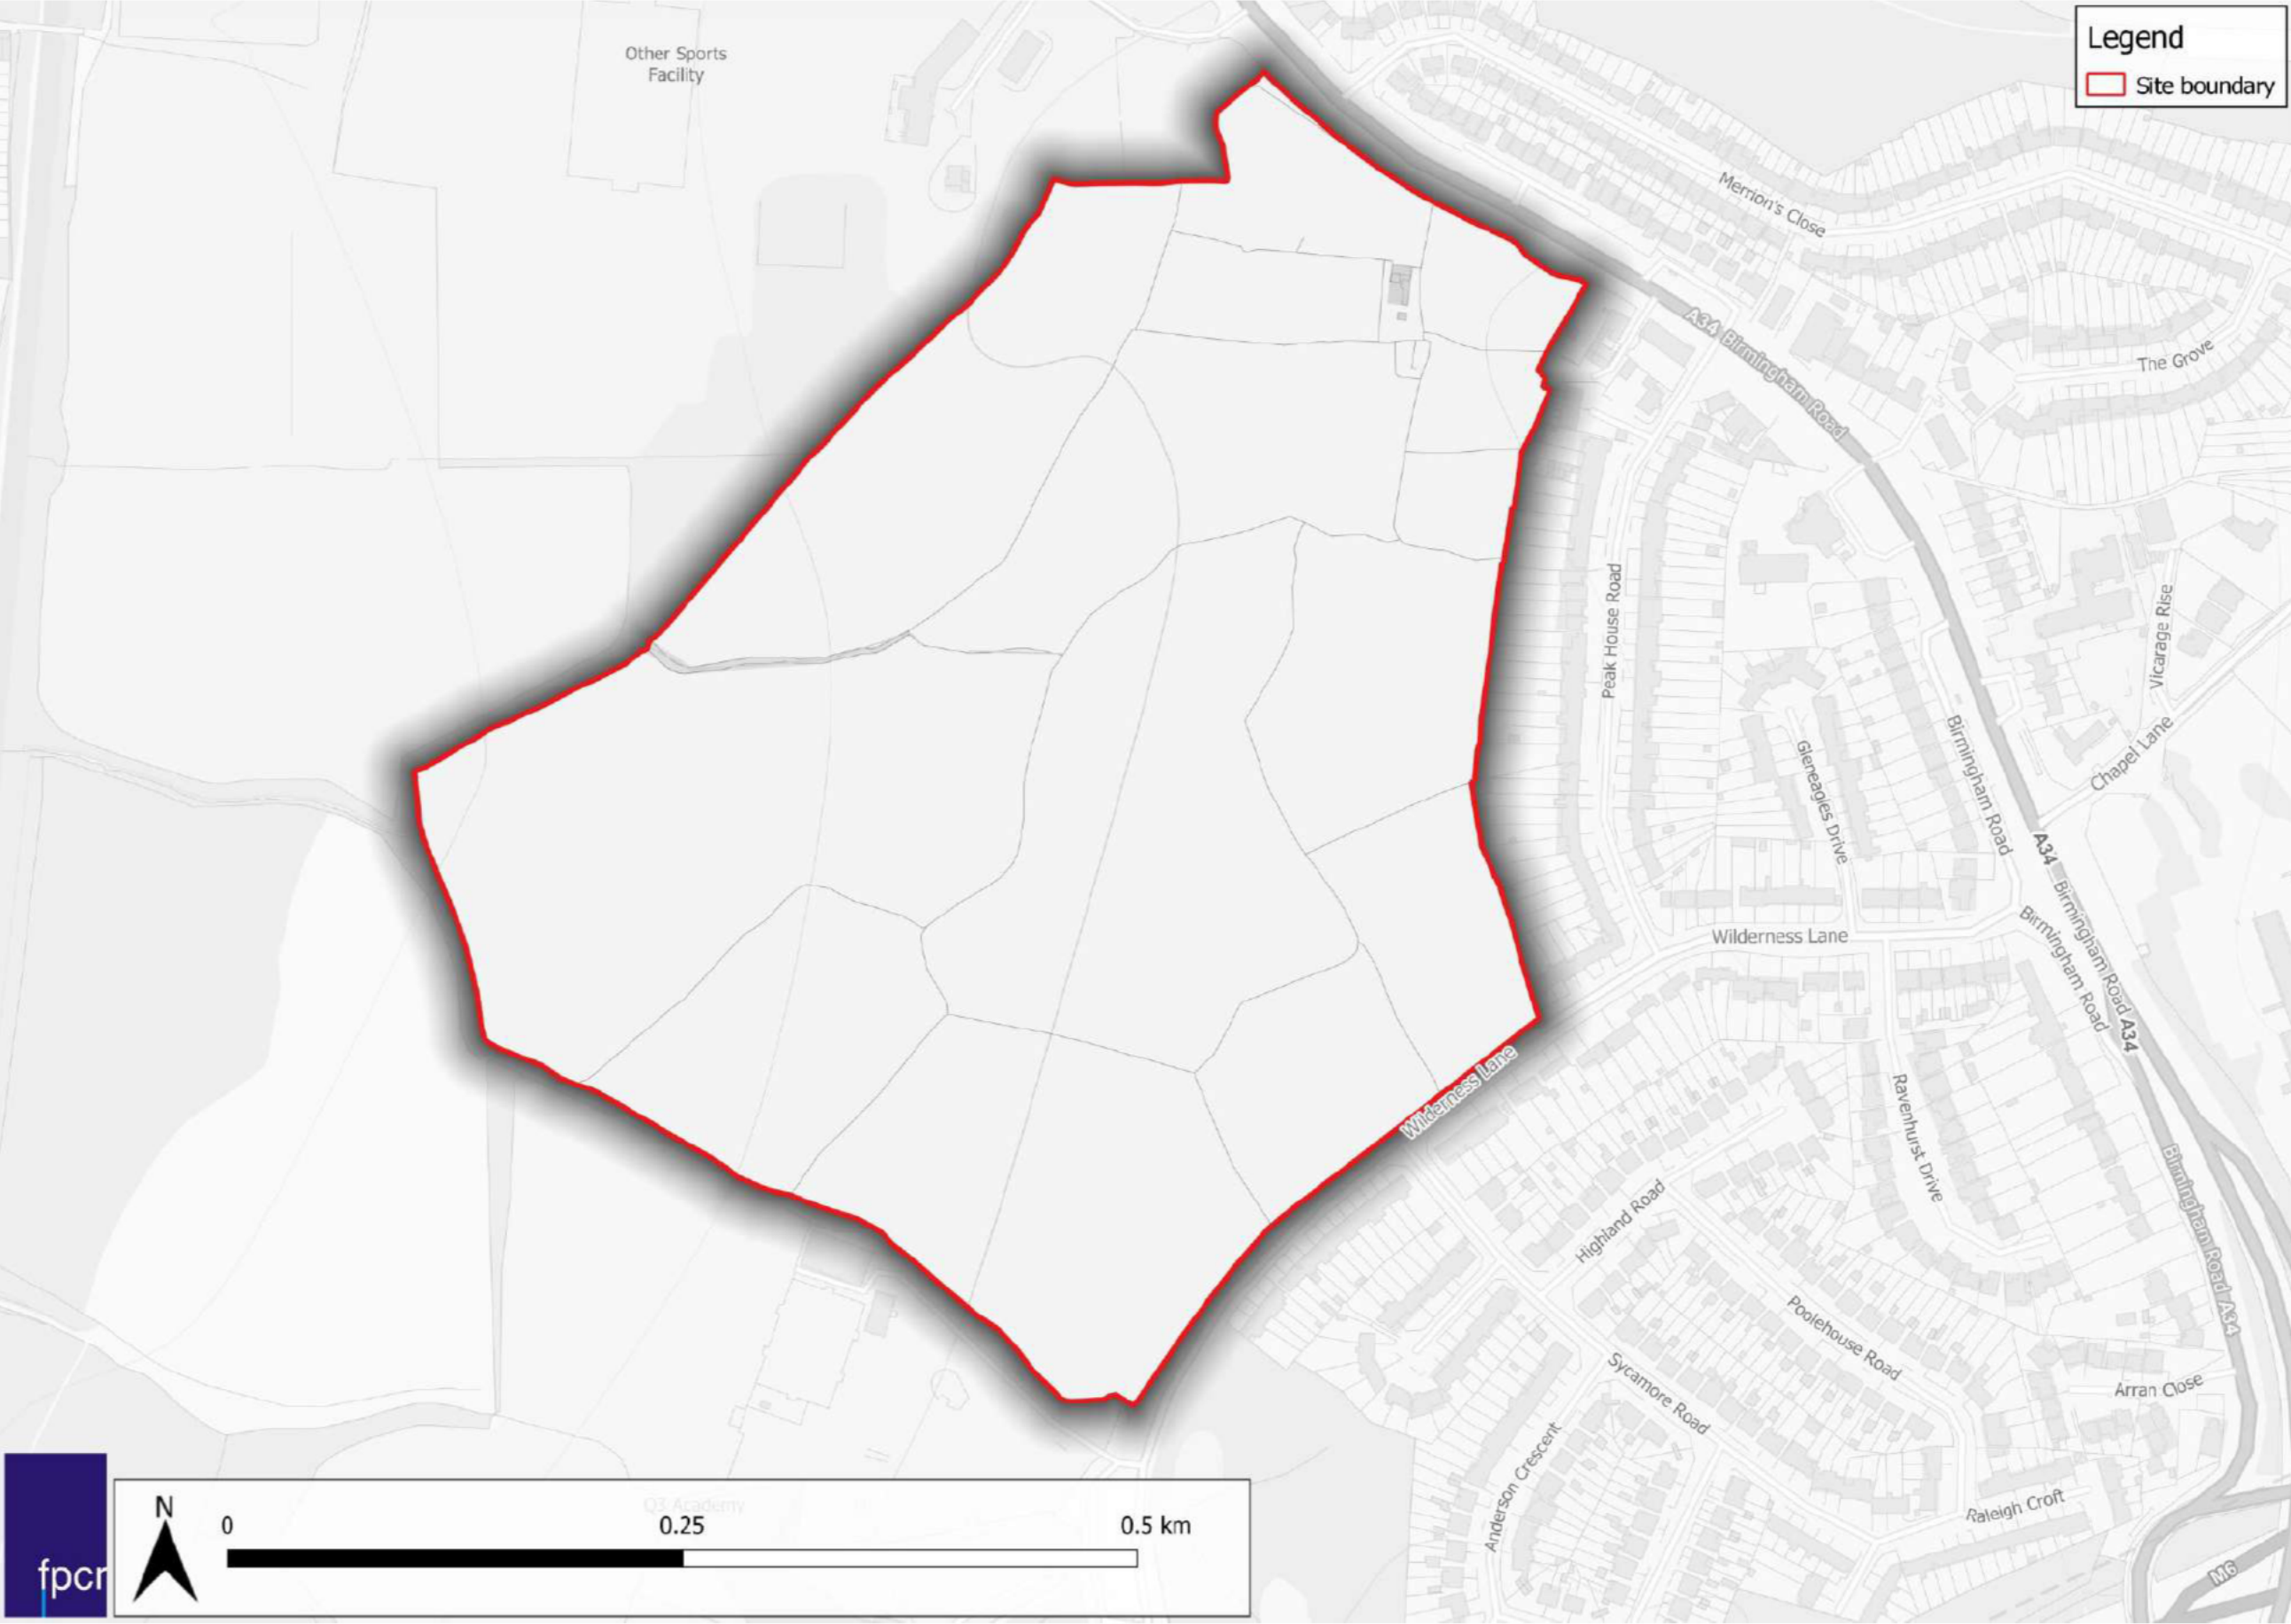 Other Sports
Facility
Legend
Site boundary
Merrion's Close
A34 Birmingham Road
The Grove
Peak House Road
Vicarage Rise
Chapel Lane
Gleneagles Drive
Birmingham Road
A34
Birmingham Road
Birmingham Road
A34
Wilderness Lane
Wilderness Lane
Ravenhurst Drive
Highland Road
Birmingham Road A34
Poolehouse Road
Sycamore Road
Arran Close
Anderson Crescent
Raleigh Croft
M6
Q3 Academy
N
0
0.25
0.5 km
fpcr